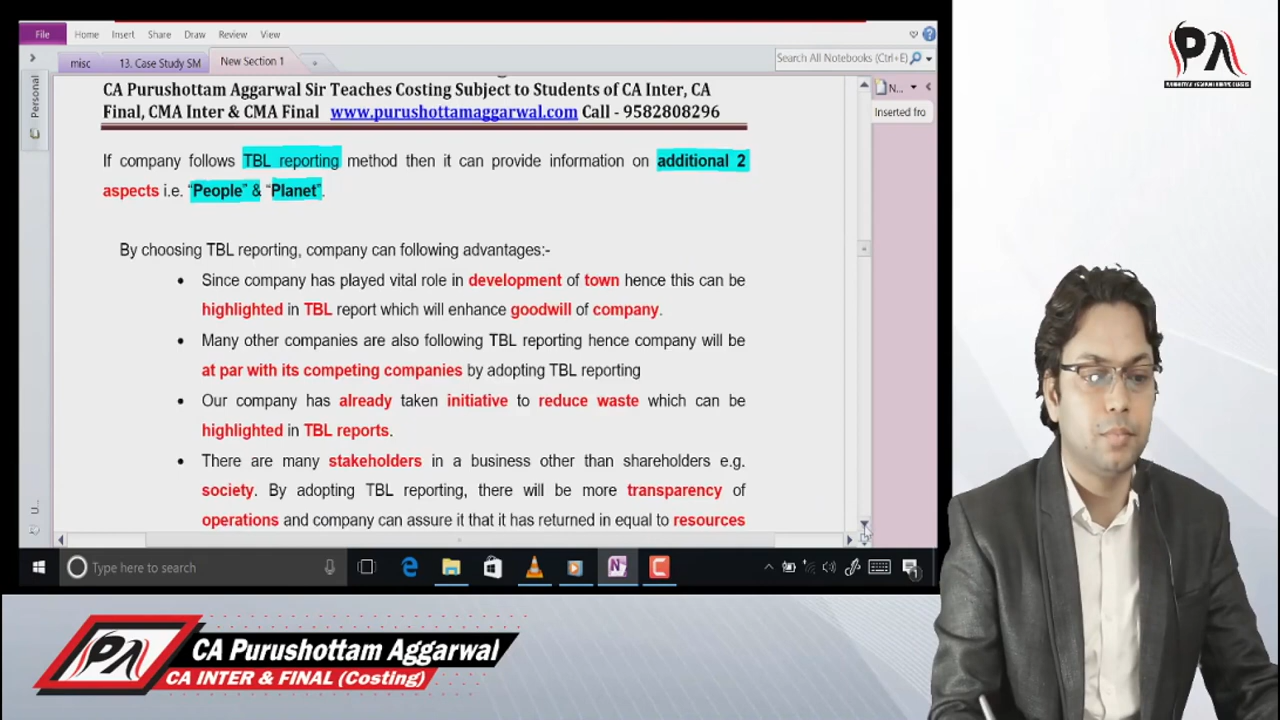 File Home Insert Share Draw Review View
misc 13. Case Study SM New Section 1 Search All Notebooks (Ctrl+E)
Personal
N...
Inserted fro
U...
CA Purushottam Aggarwal Sir Teaches Costing Subject to Students of CA Inter, CA
Final, CMA Inter & CMA Final www.purushottamaggarwal.com Call - 9582808296
If company follows TBL reporting method then it can provide information on additional 2
aspects i.e. “People” & “Planet”.
By choosing TBL reporting, company can following advantages:-
• Since company has played vital role in development of town hence this can be
highlighted in TBL report which will enhance goodwill of company.
• Many other companies are also following TBL reporting hence company will be
at par with its competing companies by adopting TBL reporting
• Our company has already taken initiative to reduce waste which can be
highlighted in TBL reports.
• There are many stakeholders in a business other than shareholders e.g.
society. By adopting TBL reporting, there will be more transparency of
operations and company can assure it that it has returned in equal to resources
Type here to search
1
PA
PA
CA Purushottam Aggarwal
CA INTER & FINAL (Costing)